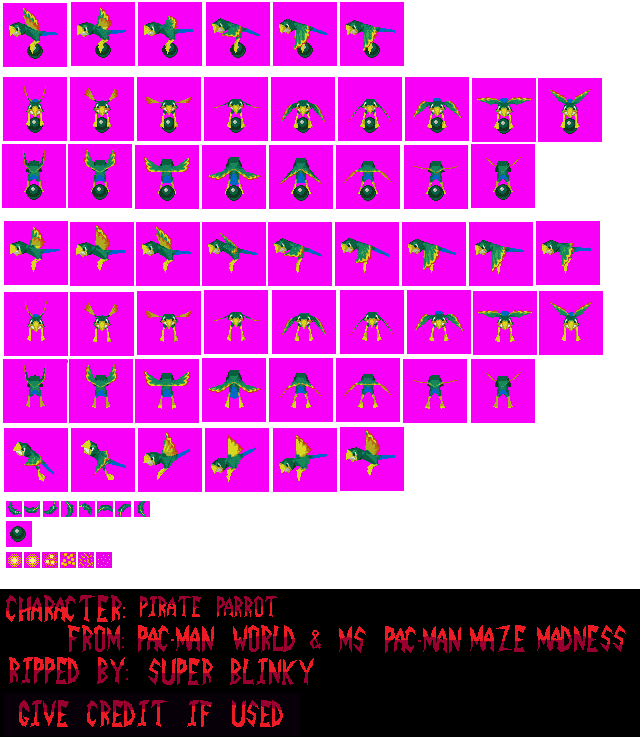 CHARACTER: PIRATE PARROT
FROM: PAC-MAN WORLD & MS PAC-MAN MAZE MADNESS
RIPPED BY: SUPER BLINKY
GIVE CREDIT IF USED